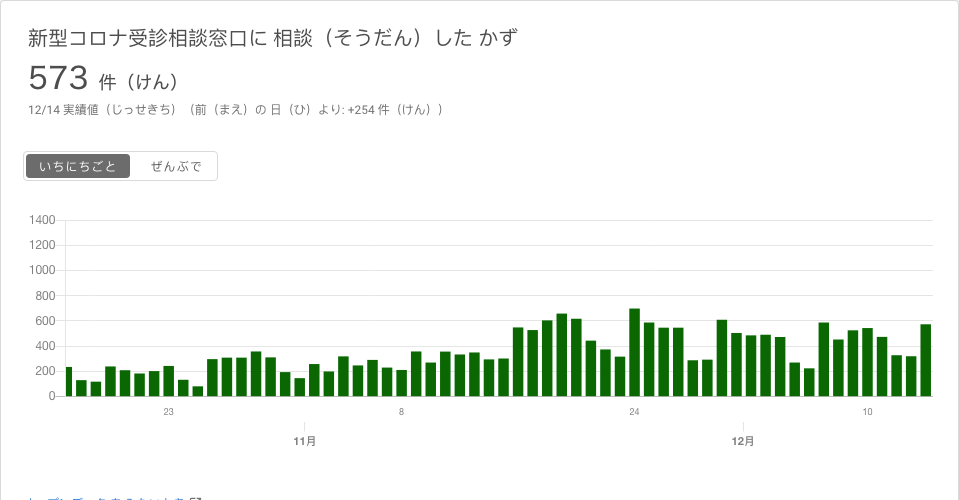 新型コロナ受診相談窓口に 相談（そうだん）した かず
573 件（けん）
12/14 実績値（じっせきち）（前（まえ）の 日（ひ）より: +254 件（けん））
いちにちごと ぜんぶで
1400
1200
1000
800
600
400
200
0
23 8 24 10
11月 12月